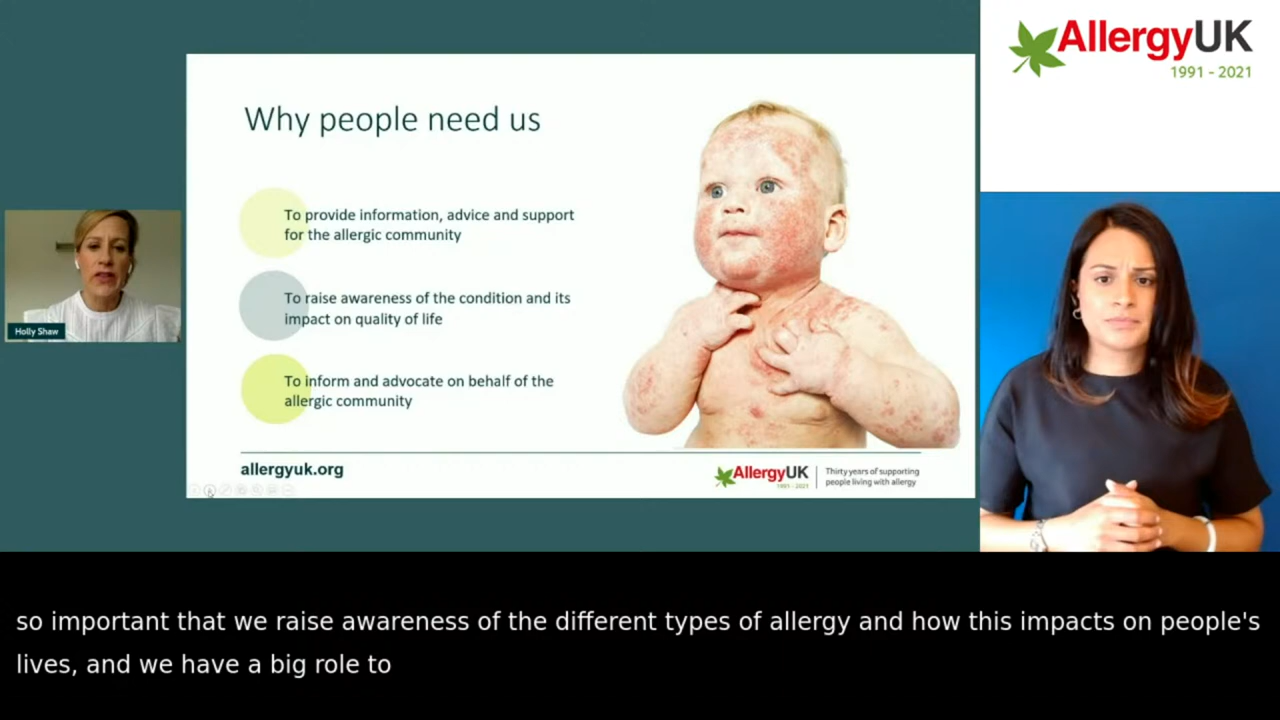 AllergyUK
1991 - 2021
Why people need us
To provide information, advice and support
for the allergic community
To raise awareness of the condition and its
impact on quality of life
To inform and advocate on behalf of the
allergic community
Holly Shaw
allergyuk.org
AllergyUK
1991 - 2021
Thirty years of supporting
people living with allergy
so important that we raise awareness of the different types of allergy and how this impacts on people's
lives, and we have a big role to